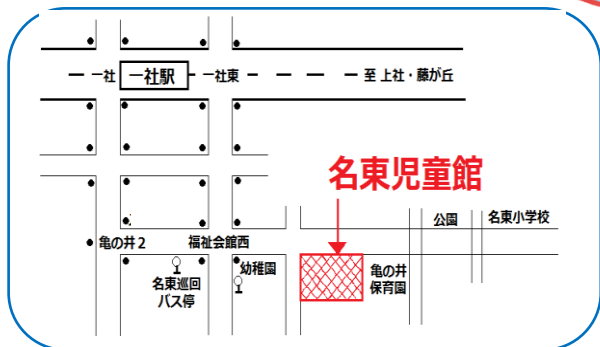 一社
一社駅
一社東
至 上社・藤が丘
名東児童館
公園
名東小学校
亀の井2
福祉会館西
名東巡回
バス停
幼稚園
亀の井
保育園